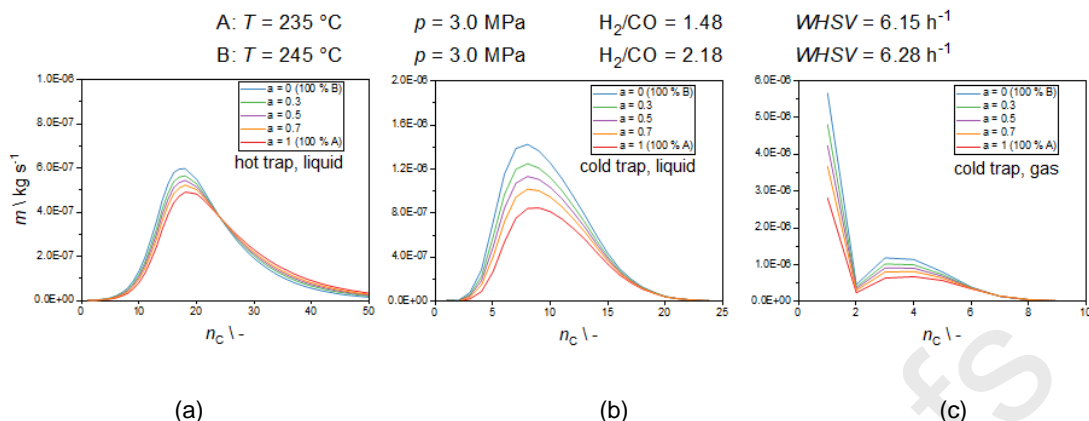 A: T = 235 °C p = 3.0 MPa H₂/CO = 1.48 WHSV = 6.15 h⁻¹
B: T = 245 °C p = 3.0 MPa H₂/CO = 2.18 WHSV = 6.28 h⁻¹
1.0E-06
8.0E-07
6.0E-07
4.0E-07
2.0E-07
0.0E+00
m \ kg s⁻¹
a = 0 (100 % B)
a = 0.3
a = 0.5
a = 0.7
a = 1 (100 % A)
hot trap, liquid
0 10 20 30 40 50
n_C \ -
(a)
2.0E-06
1.6E-06
1.2E-06
8.0E-07
4.0E-07
0.0E+00
a = 0 (100 % B)
a = 0.3
a = 0.5
a = 0.7
a = 1 (100 % A)
cold trap, liquid
0 5 10 15 20 25
n_C \ -
(b)
6.0E-06
5.0E-06
4.0E-06
3.0E-06
2.0E-06
1.0E-06
0.0E+00
a = 0 (100 % B)
a = 0.3
a = 0.5
a = 0.7
a = 1 (100 % A)
cold trap, gas
0 2 4 6 8 10
n_C \ -
(c)
fs